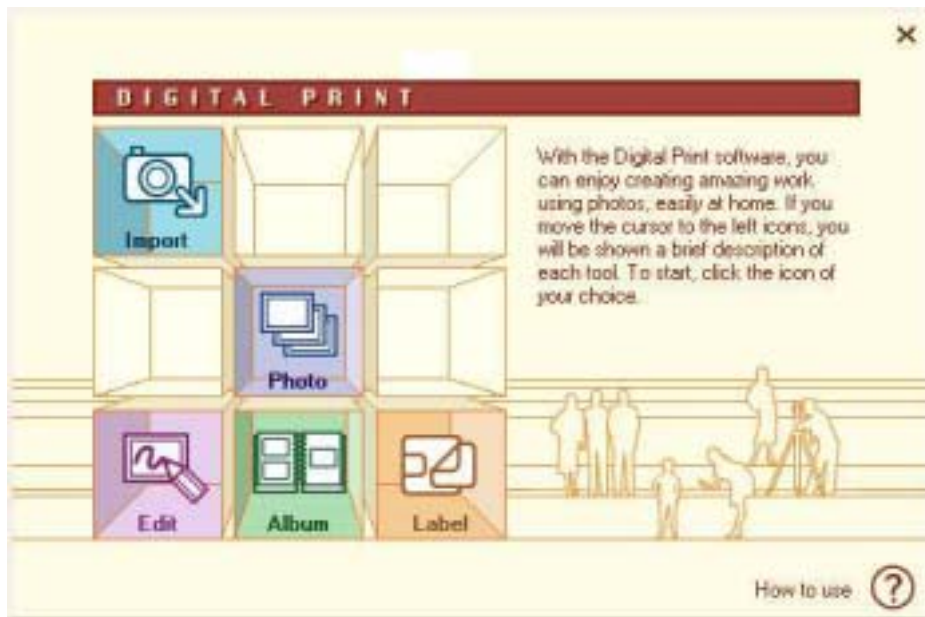 DIGITAL PRINT
Import
With the Digital Print software, you
can enjoy creating amazing work
using photos, easily at home. If you
move the cursor to the left icons, you
will be shown a brief description of
each tool. To start, click the icon of
your choice.
Photo
Edit
Album
Label
How to use ?